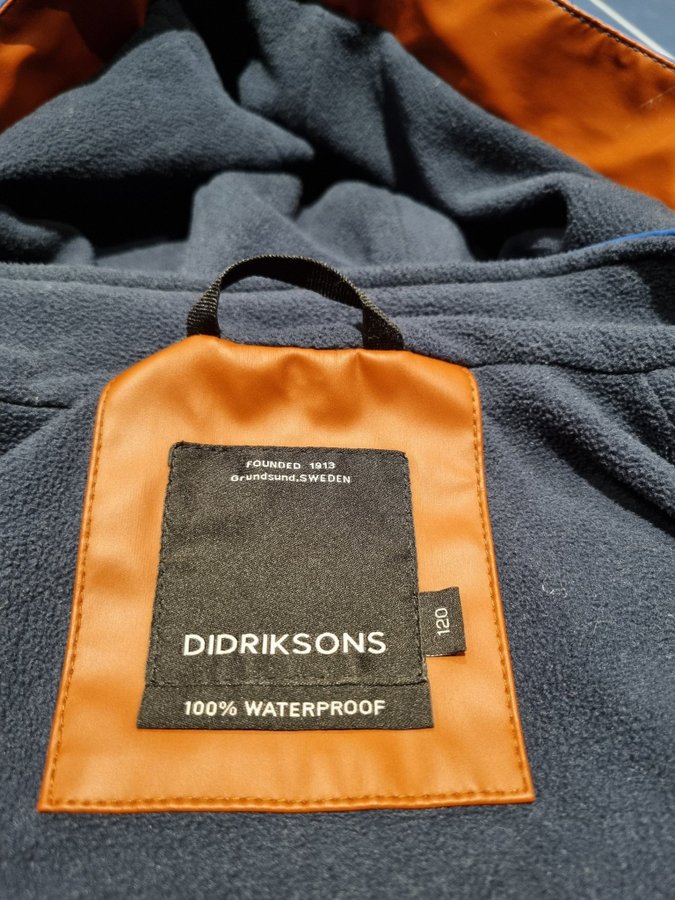 FOUNDED 1913
Grundsund.SWEDEN
DIDRIKSONS
120
100% WATERPROOF